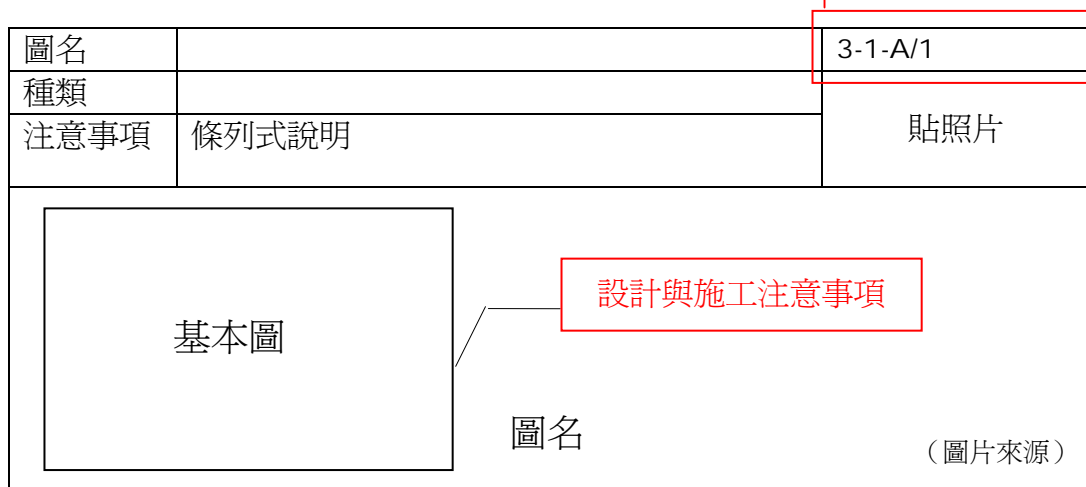 圖名
3-1-A/1
種類
注意事項
條列式說明
貼照片
設計與施工注意事項
基本圖
圖名
（圖片來源）